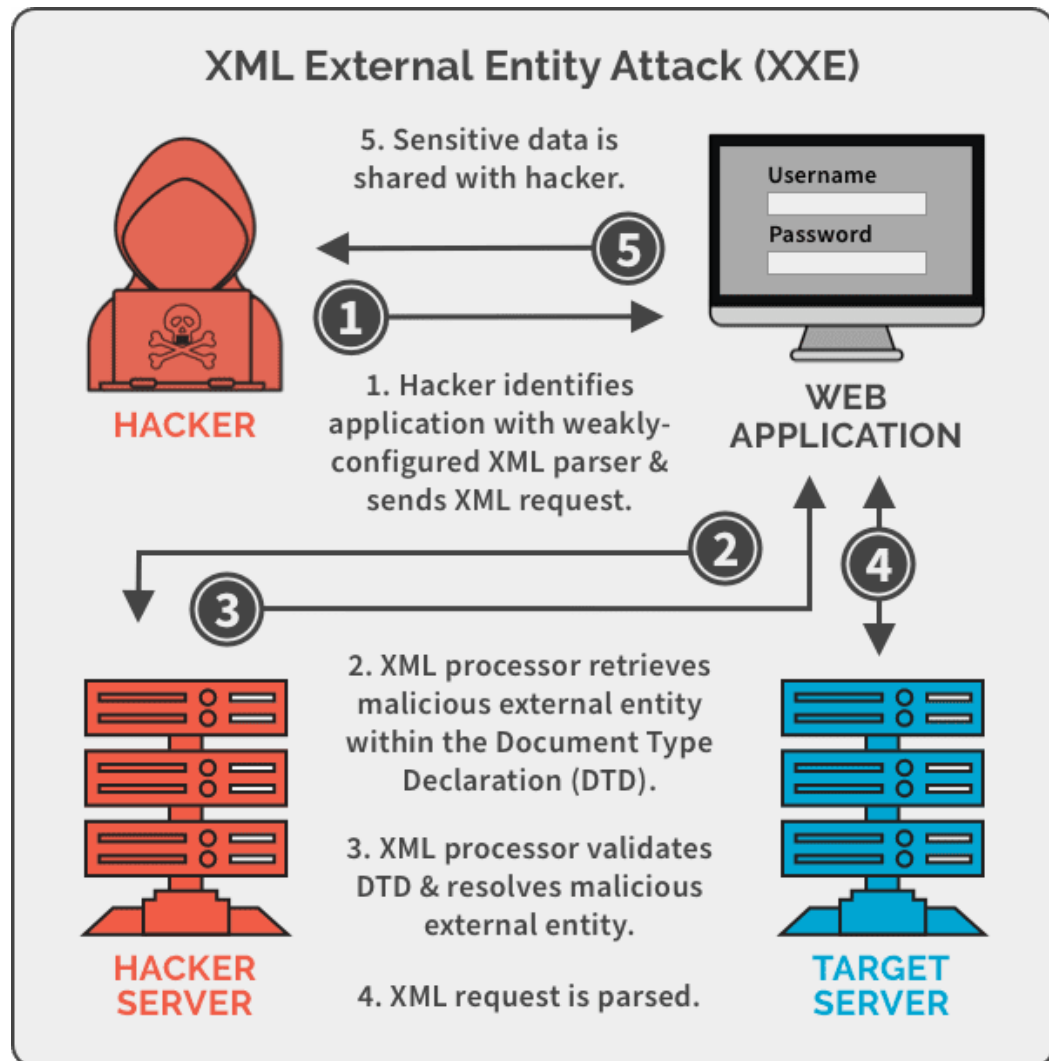 XML External Entity Attack (XXE)
5. Sensitive data is
shared with hacker.
Username
Password
5
1
HACKER
1. Hacker identifies
application with weakly-
configured XML parser &
sends XML request.
WEB
APPLICATION
2
4
3
2. XML processor retrieves
malicious external entity
within the Document Type
Declaration (DTD).
3. XML processor validates
DTD & resolves malicious
external entity.
4. XML request is parsed.
HACKER
SERVER
TARGET
SERVER